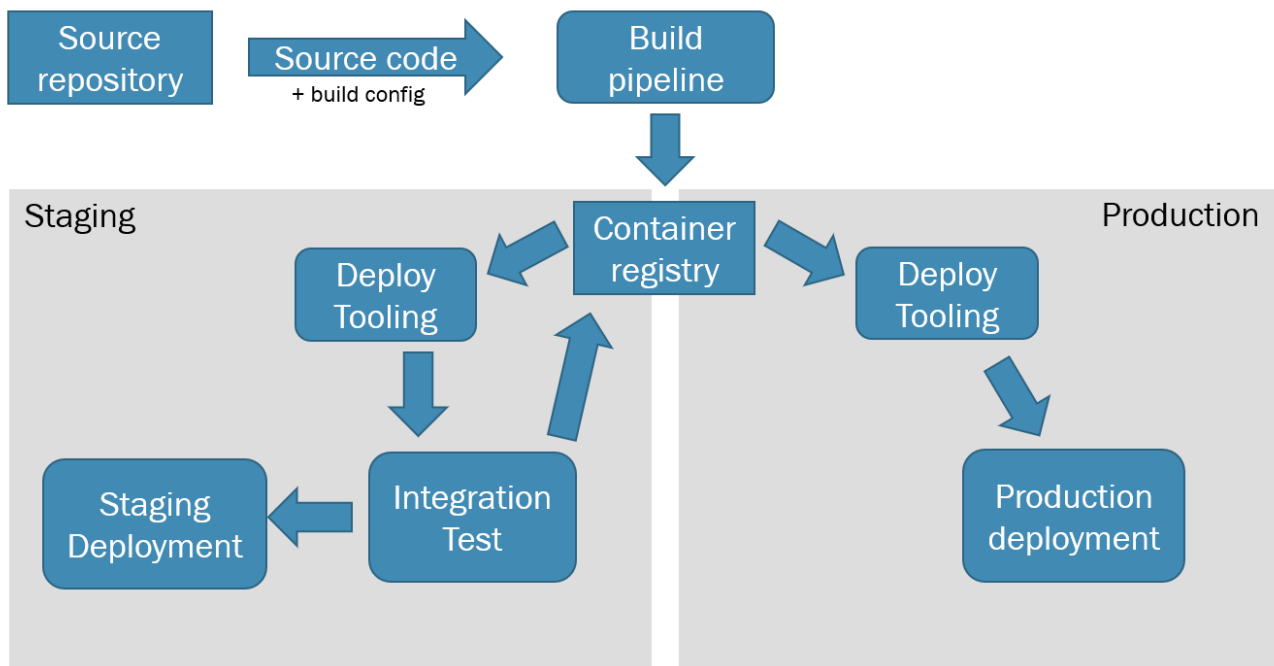 Source
repository
Source code
+ build config
Build
pipeline
Staging
Production
Container
registry
Deploy
Tooling
Deploy
Tooling
Staging
Deployment
Integration
Test
Production
deployment